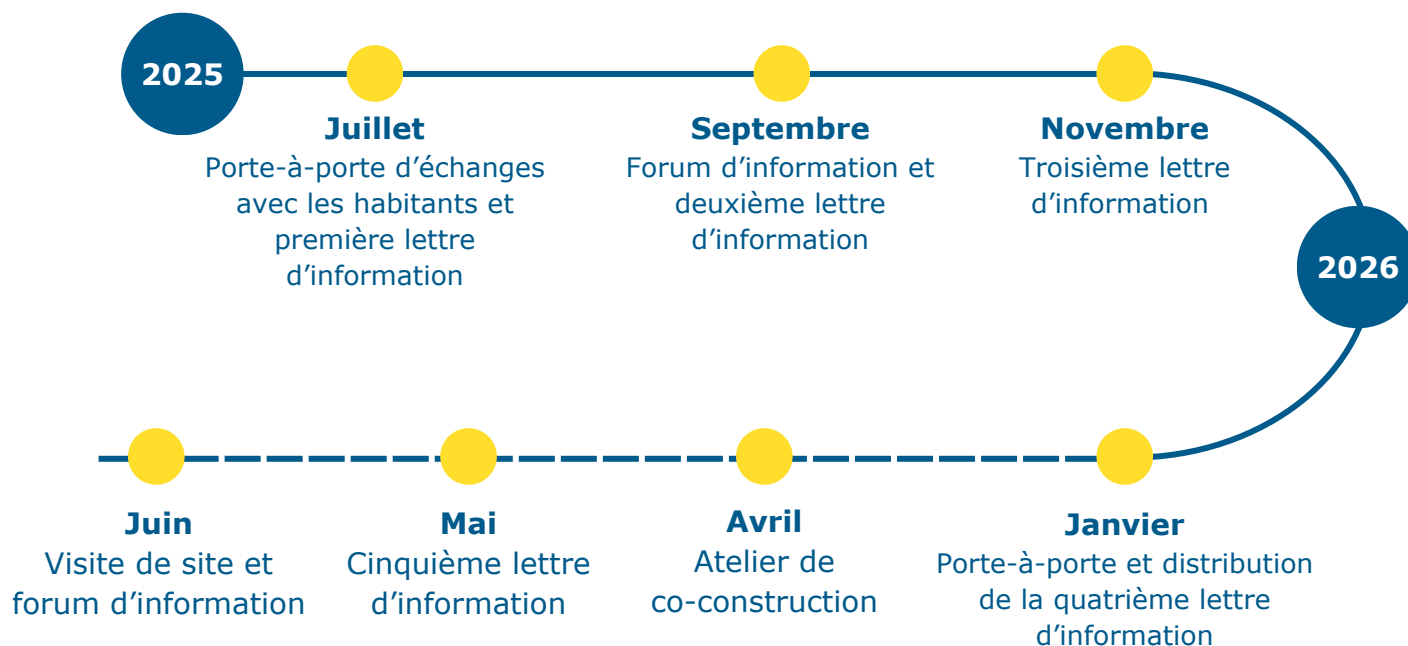 2025
Juillet
Porte-à-porte d’échanges
avec les habitants et
première lettre
d’information
Septembre
Forum d’information et
deuxième lettre
d’information
Novembre
Troisième lettre
d’information
2026
Janvier
Porte-à-porte et distribution
de la quatrième lettre
d’information
Avril
Atelier de
co-construction
Mai
Cinquième lettre
d’information
Juin
Visite de site et
forum d’information